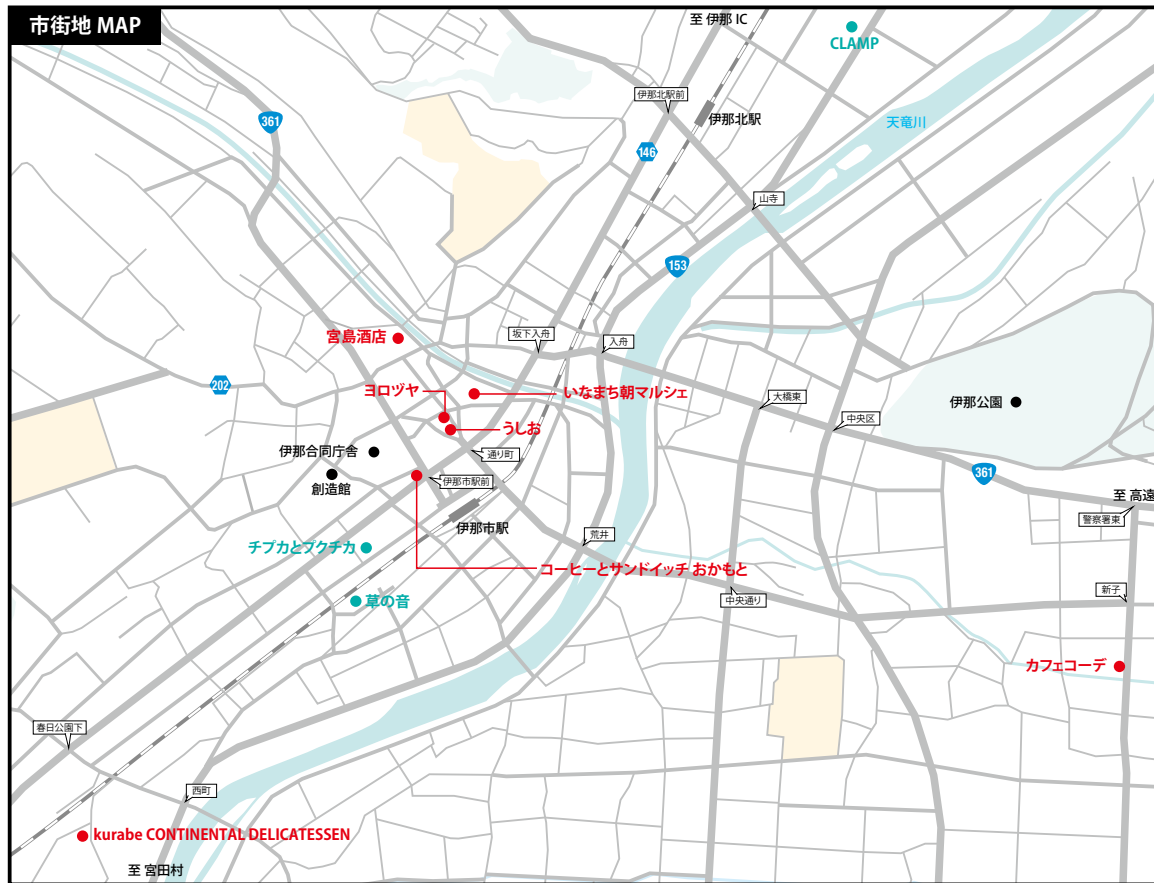 市街地 MAP
至 伊那 IC
CLAMP
伊那北駅前
伊那北駅
天竜川
361
146
山寺
153
宮島酒店
坂下入舟
入舟
202
ヨロヅヤ
いなまち朝マルシェ
大橋東
伊那公園
中央区
うしお
伊那合同庁舎
通り町
創造館
伊那市駅前
361
至 高遠
警察署東
伊那市駅
荒井
チプカとプクチカ
コーヒーとサンドイッチ おかもと
草の音
中央通り
新子
カフェコーデ
春日公園下
西町
kurabe CONTINENTAL DELICATESSEN
至 宮田村